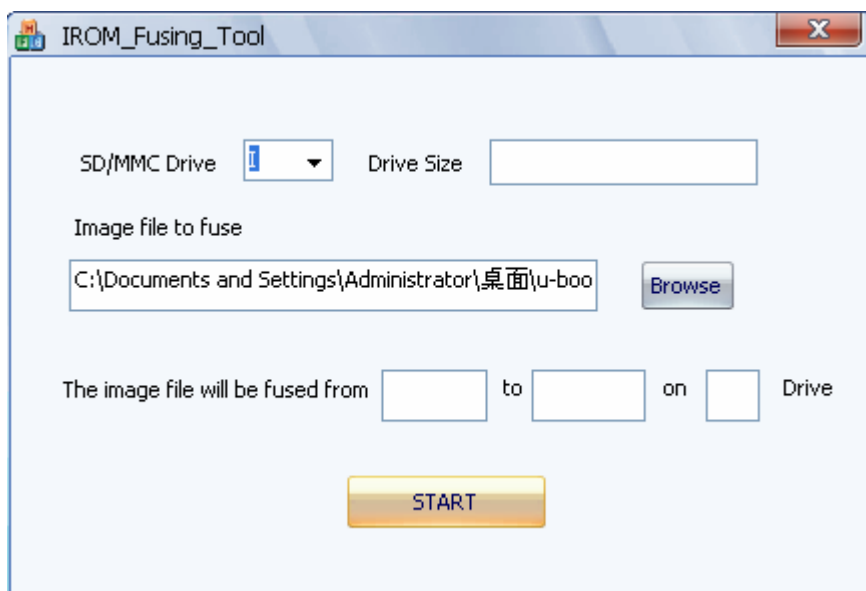 IROM_Fusing_Tool
SD/MMC Drive I Drive Size
Image file to fuse
C:\Documents and Settings\Administrator\桌面\u-boo
Browse
The image file will be fused from to on Drive
START